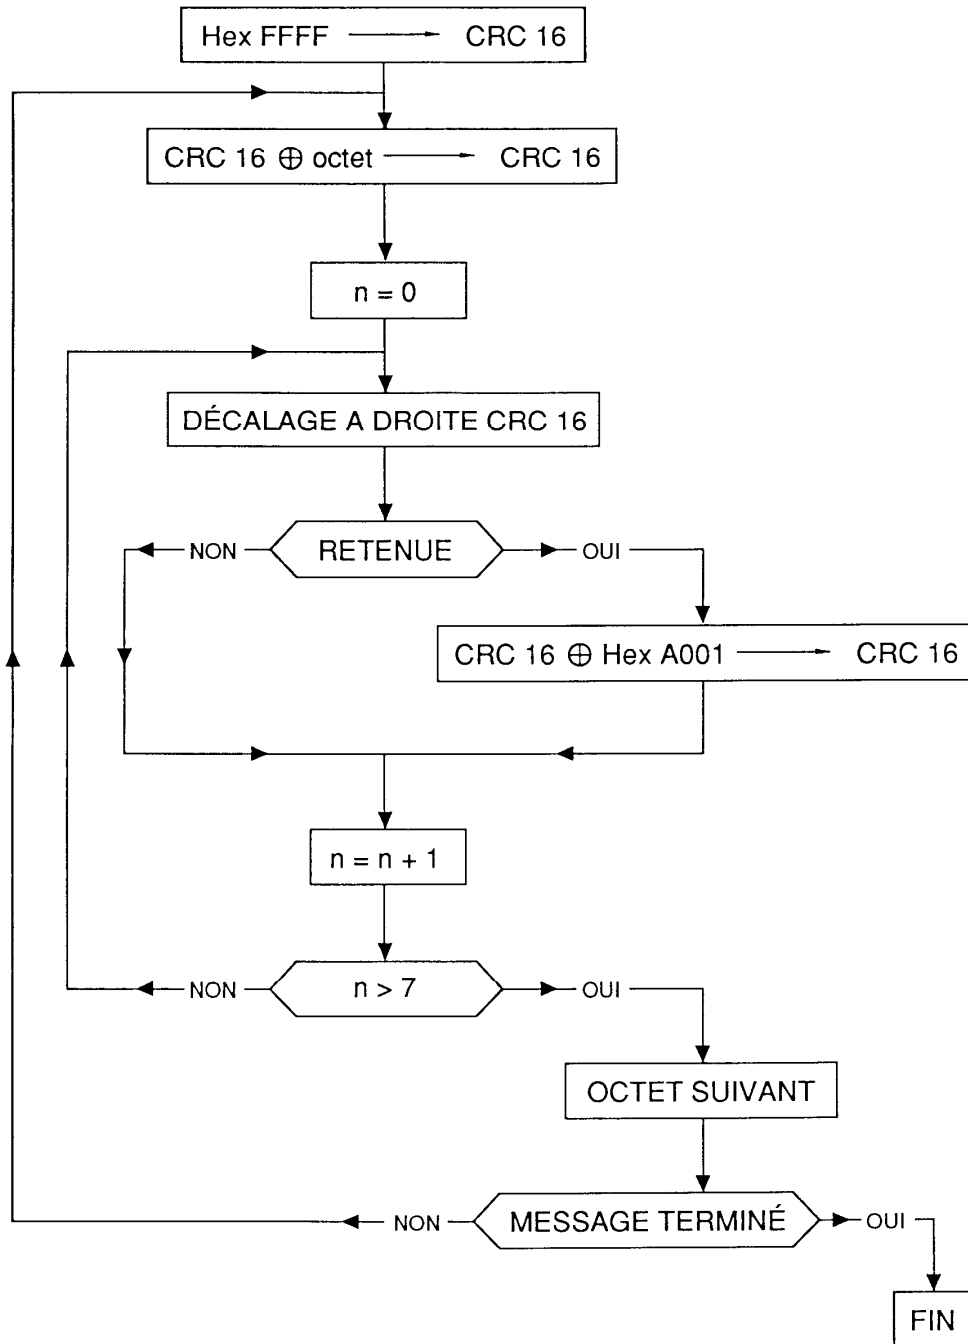 Hex FFFF → CRC 16
CRC 16 ⊕ octet → CRC 16
n = 0
DÉCALAGE A DROITE CRC 16
NON
RETENUE
OUI
CRC 16 ⊕ Hex A001 → CRC 16
n = n + 1
NON
n > 7
OUI
OCTET SUIVANT
NON
MESSAGE TERMINÉ
OUI
FIN